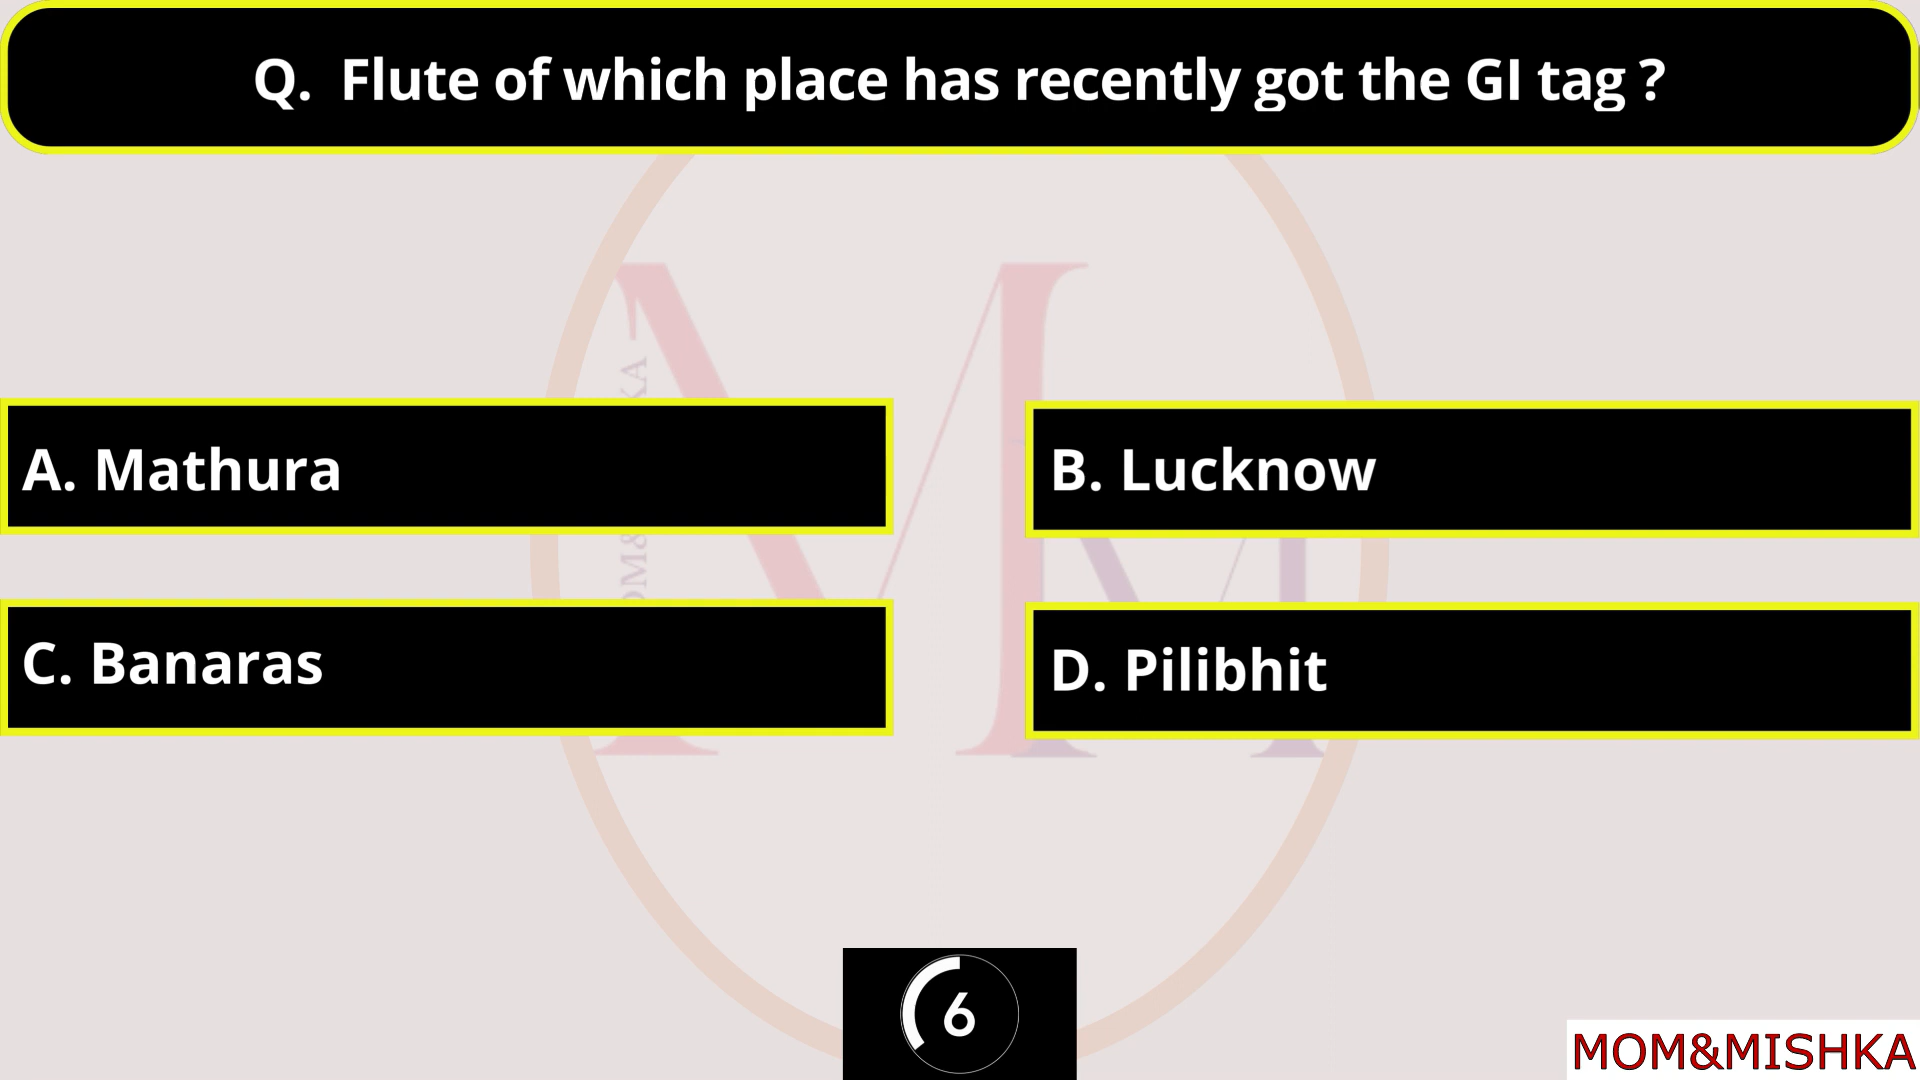 Q. Flute of which place has recently got the GI tag ?
A. Mathura
B. Lucknow
C. Banaras
D. Pilibhit
6
MOM&MISHKA